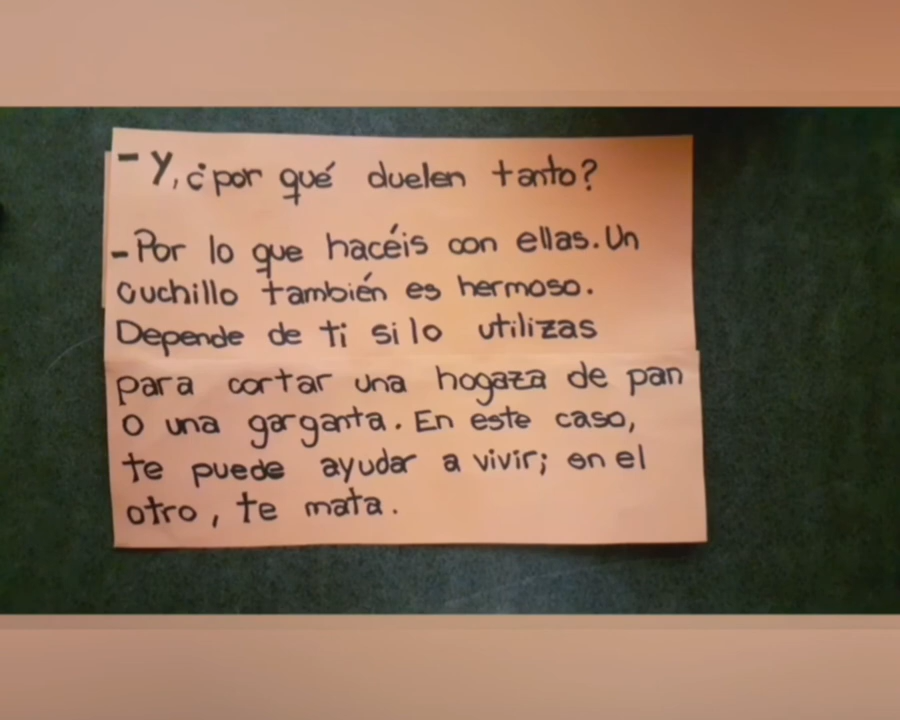 - Y, ¿por qué duelen tanto?
- Por lo que hacéis con ellas. Un
cuchillo también es hermoso.
Depende de ti si lo utilizas
para cortar una hogaza de pan
o una garganta. En este caso,
te puede ayudar a vivir; en el
otro, te mata.